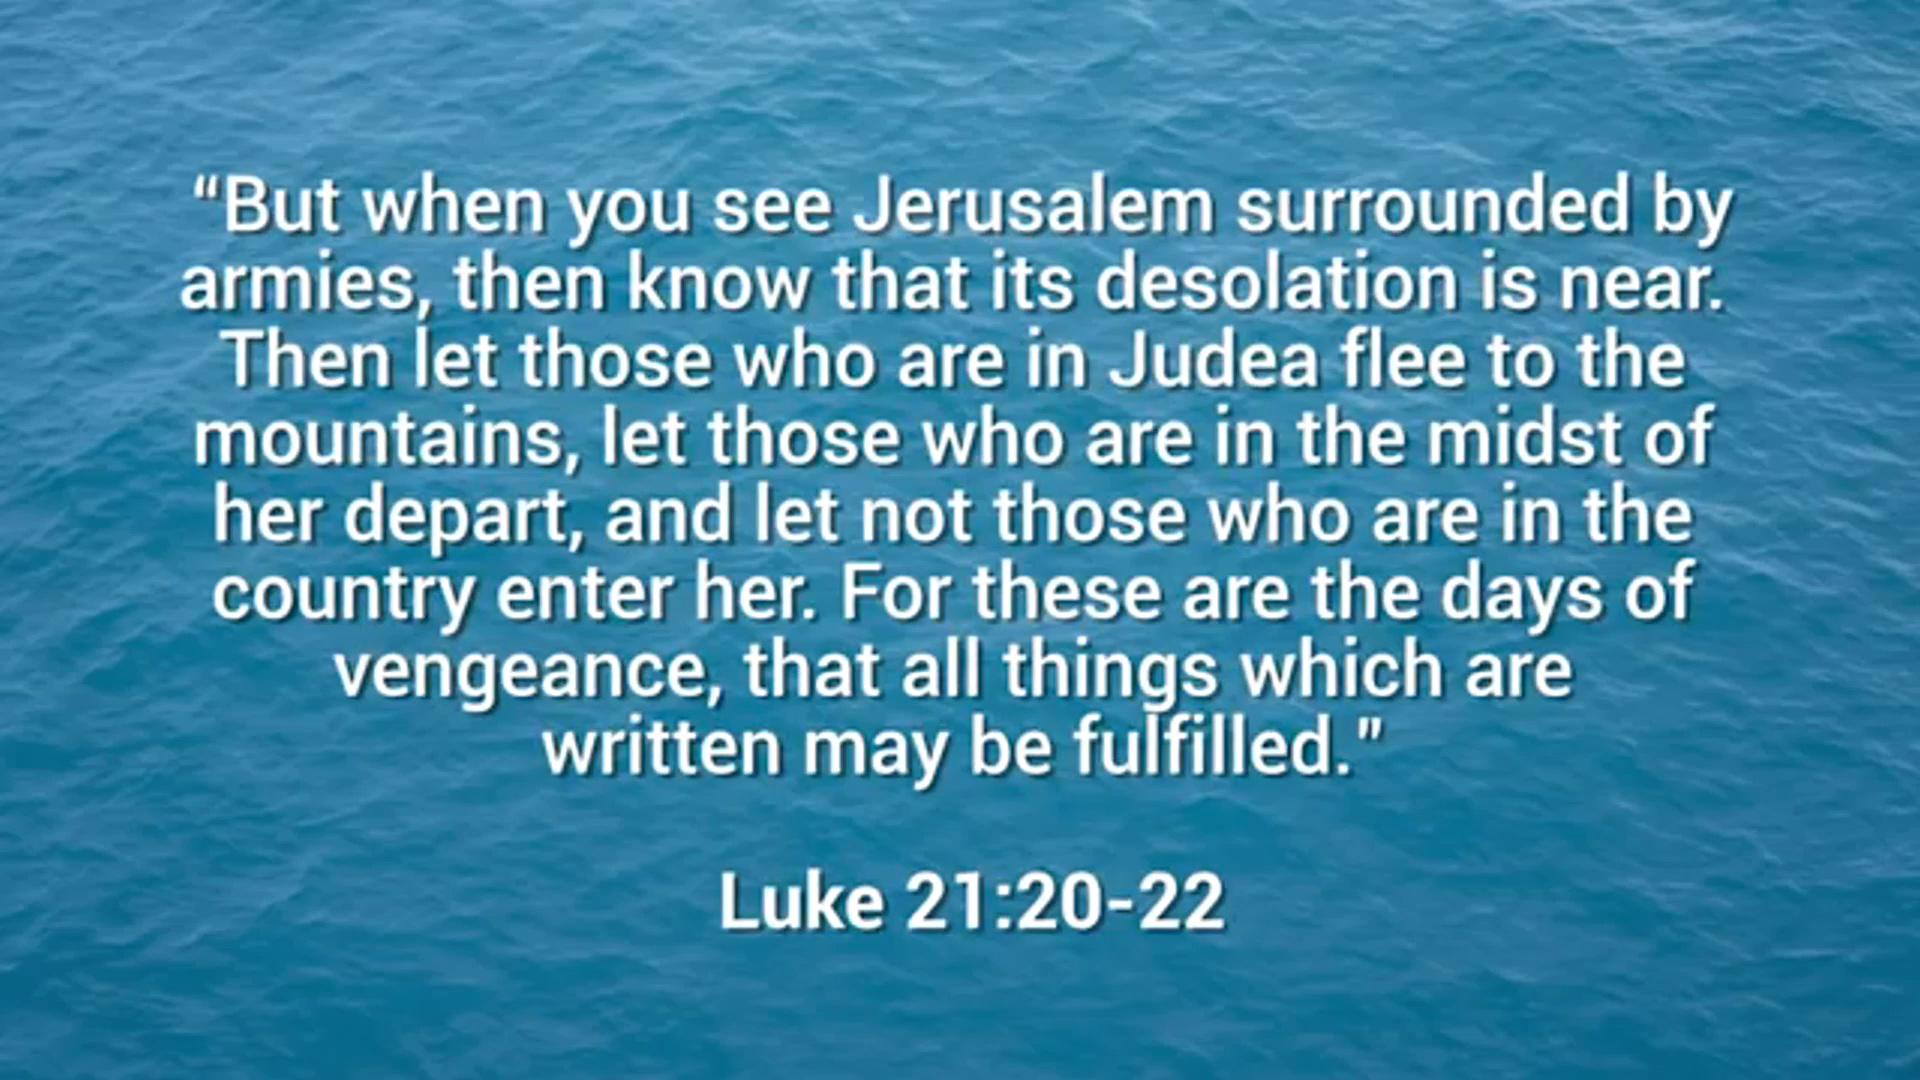 “But when you see Jerusalem surrounded by
armies, then know that its desolation is near.
Then let those who are in Judea flee to the
mountains, let those who are in the midst of
her depart, and let not those who are in the
country enter her. For these are the days of
vengeance, that all things which are
written may be fulfilled.”
Luke 21:20-22